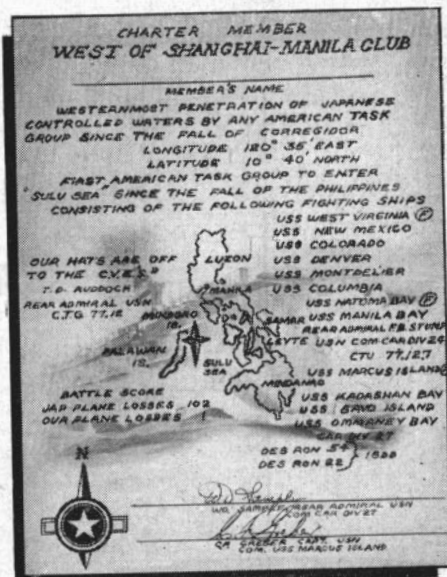 CHARTER MEMBER
WEST OF SHANGHAI-MANILA CLUB
MEMBER'S NAME
WESTERNMOST PENETRATION OF JAPANESE
CONTROLLED WATERS BY ANY AMERICAN TASK
GROUP SINCE THE FALL OF CORREGIDOR
LONGITUDE 120° 35' EAST
LATITUDE 10° 40' NORTH
FIRST AMERICAN TASK GROUP TO ENTER
"SULU SEA" SINCE THE FALL OF THE PHILIPPINES
CONSISTING OF THE FOLLOWING FIGHTING SHIPS
USS WEST VIRGINIA (F)
USS NEW MEXICO
USS COLORADO
USS DENVER
USS MONTPELIER
USS COLUMBIA
USS NATOMA BAY (F)
USS MANILA BAY
REAR ADMIRAL F.B. STUMP
USN COM. CAR DIV 24
CTU 77.12.7
USS MARCUS ISLAND
USS KADASHAN BAY
USS SAVO ISLAND
USS OMMANEY BAY
CAR DIV 27
DES RON 54
DES RON 22
OUR HATS ARE OFF
TO THE C.V.E.S"
T.D. RUDDOCK
REAR ADMIRAL USN
C.T.G 77.12
LUZON
MANILA
MINDORO
IS.
SAMAR
LEYTE
PALAWAN
IS.
SULU
SEA
MINDANAO
BATTLE SCORE
JAP PLANE LOSSES 102
OUR PLANE LOSSES 1
N
REAR ADMIRAL USN
COM CAR DIV 27
CF GREBER CAPT. USN
COM. USS MARCUS ISLAND